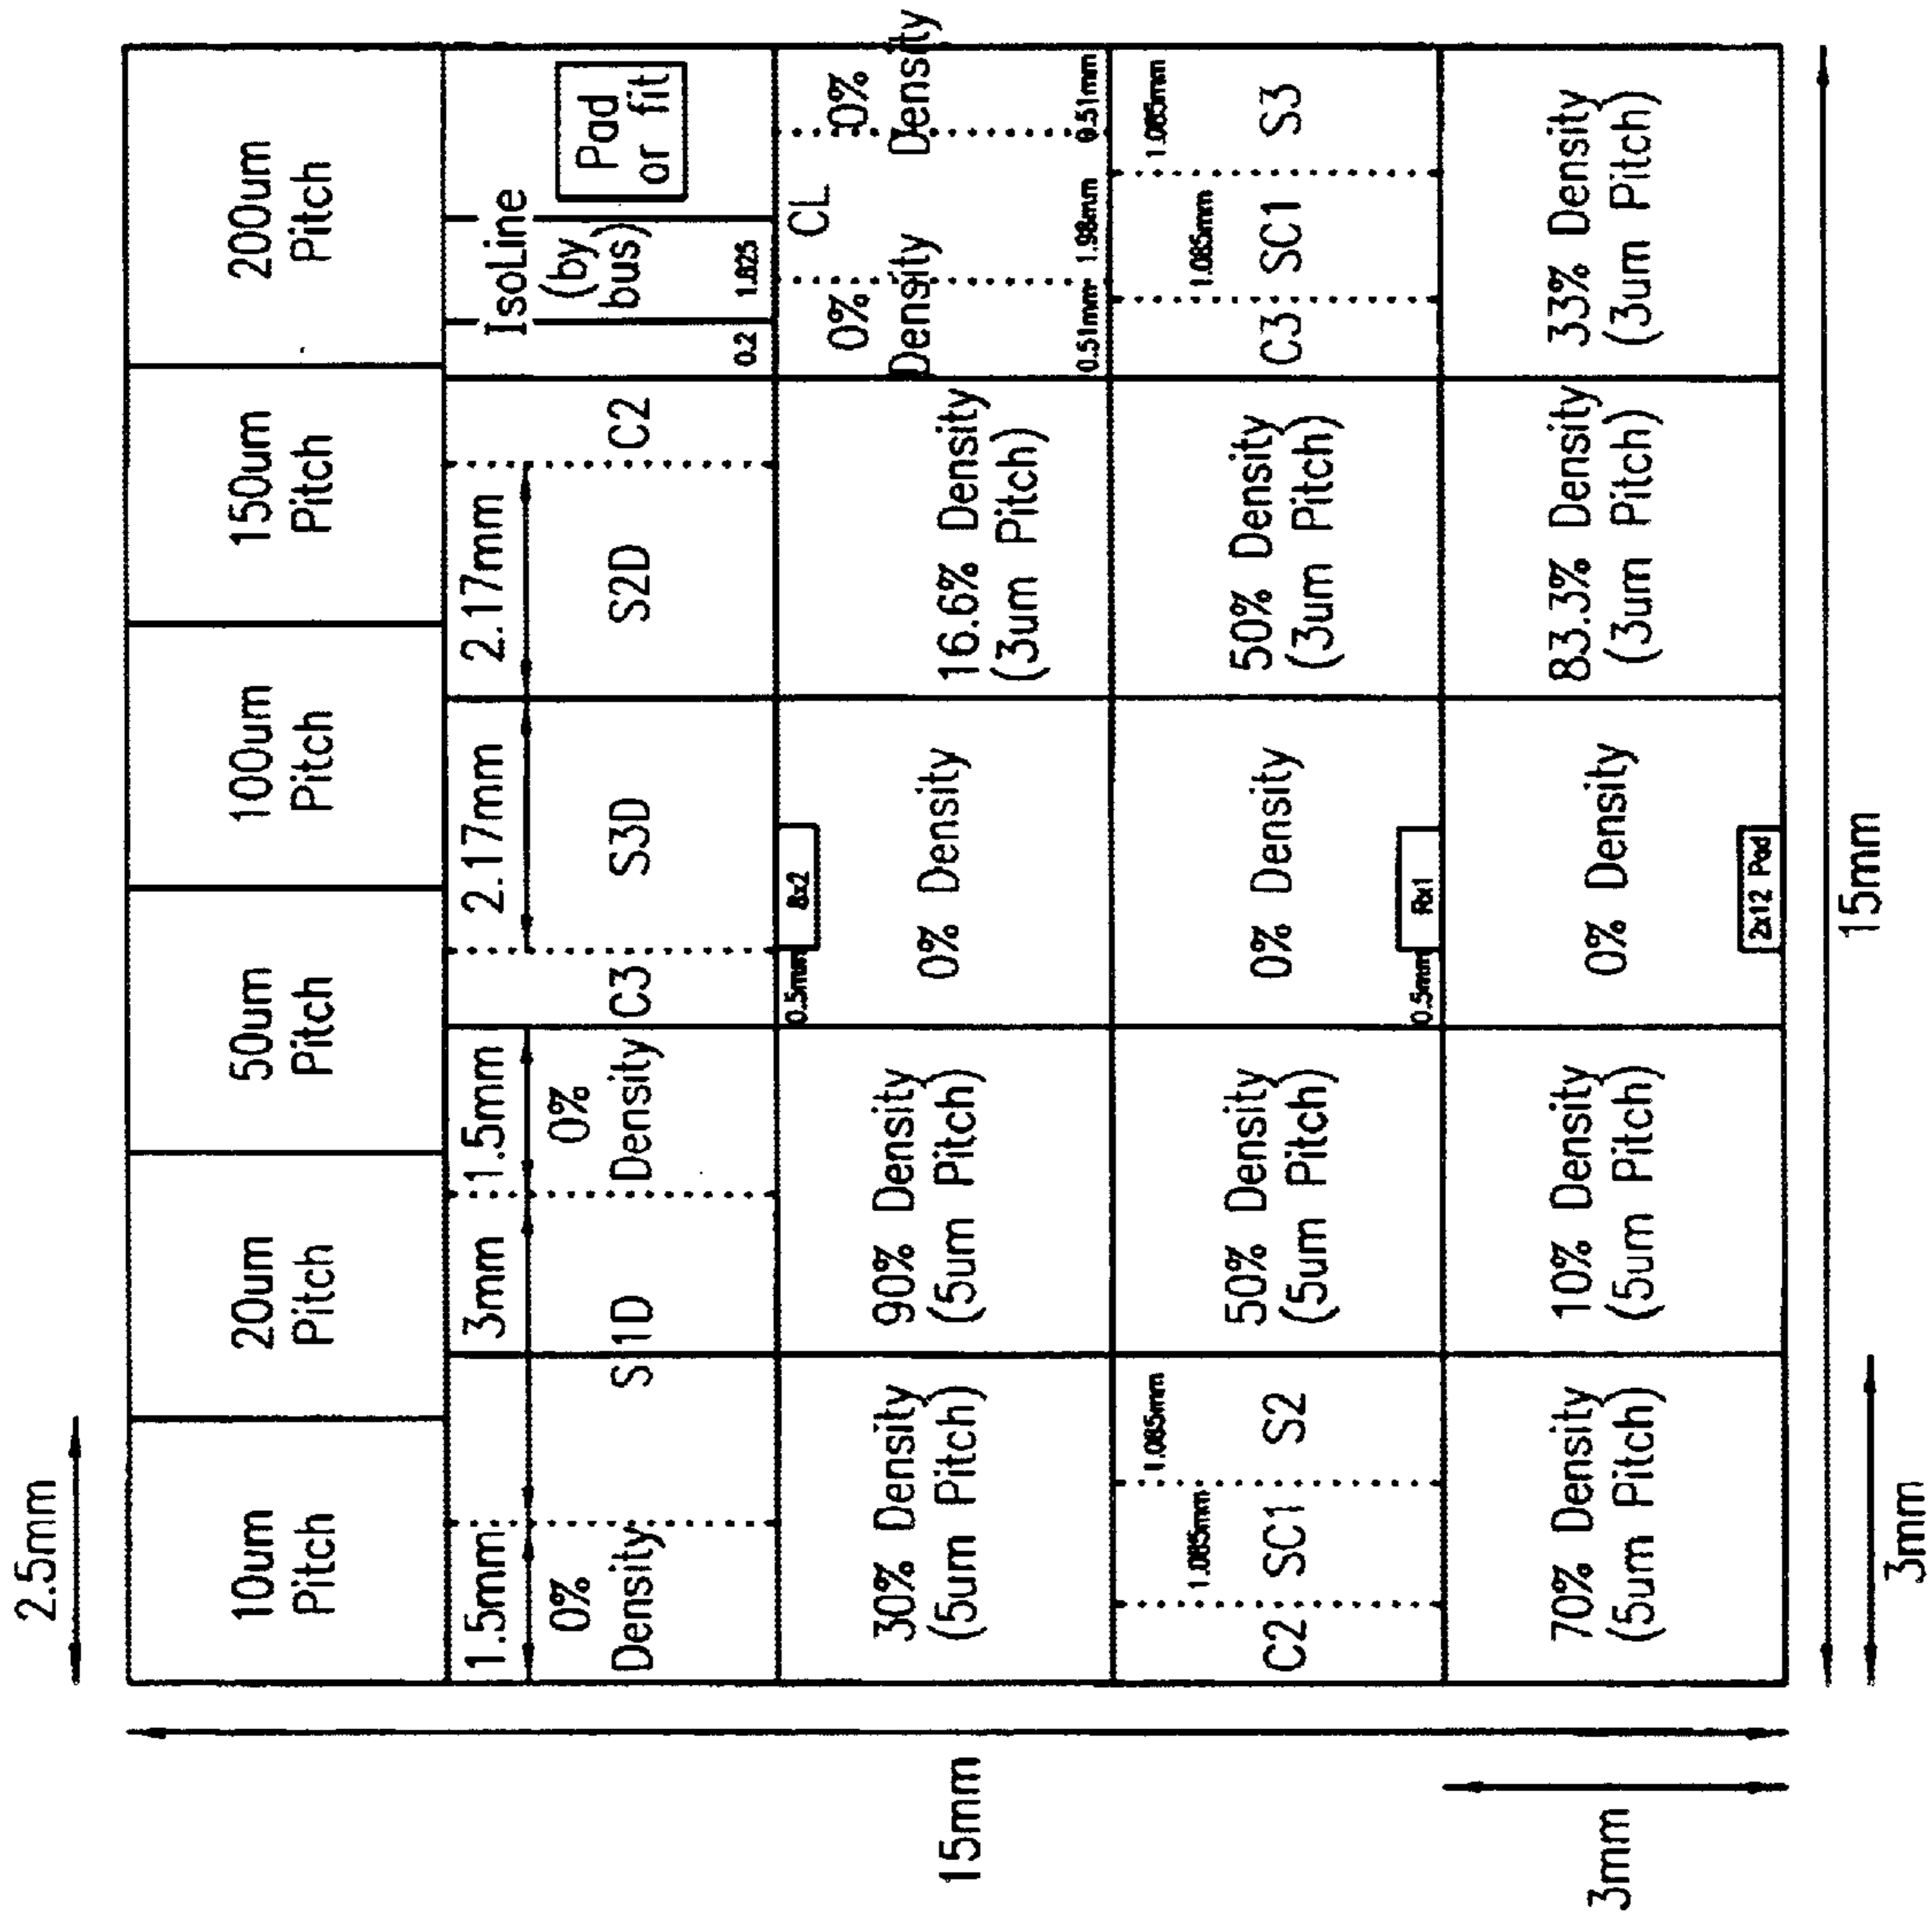 2.5mm
10um
Pitch
20um
Pitch
50um
Pitch
100um
Pitch
150um
Pitch
200um
Pitch
1.5mm
0%
Density
3mm
S1D
1.5mm
0%
Density
C3
2.17mm
S3D
2.17mm
S2D
C2
0.2
IsoLine
(by
bus)
1.825
Pad
or fit
30% Density
(5um Pitch)
90% Density
(5um Pitch)
0.5mm
8x2
0% Density
16.6% Density
(3um Pitch)
0%
Density
0.51mm
CL
1.98mm
0%
Density
0.51mm
C2
1.085mm
SC1
1.085mm
S2
50% Density
(5um Pitch)
0% Density
0.5mm
50% Density
(3um Pitch)
C3
1.085mm
SC1
1.085mm
S3
70% Density
(5um Pitch)
10% Density
(5um Pitch)
0% Density
2x12 Pad
83.3% Density
(3um Pitch)
33% Density
(3um Pitch)
15mm
3mm
15mm
3mm